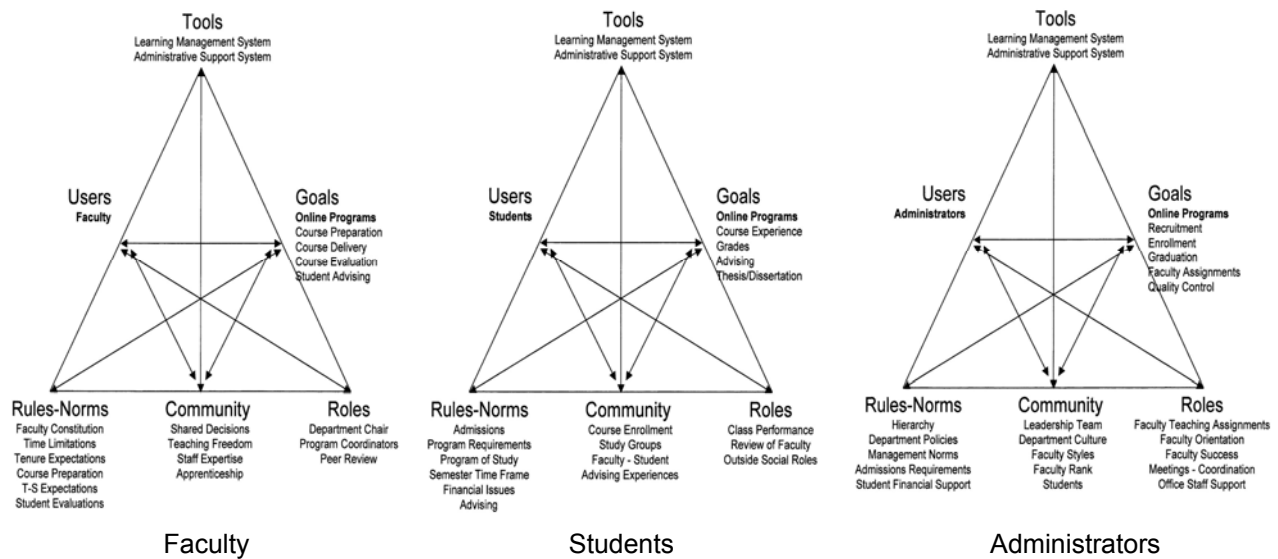 Tools
Learning Management System
Administrative Support System
Users
Faculty
Goals
Online Programs
Course Preparation
Course Delivery
Course Evaluation
Student Advising
Rules-Norms
Faculty Constitution
Time Limitations
Tenure Expectations
Course Preparation
T-S Expectations
Student Evaluations
Community
Shared Decisions
Teaching Freedom
Staff Expertise
Apprenticeship
Roles
Department Chair
Program Coordinators
Peer Review
Faculty
Tools
Learning Management System
Administrative Support System
Users
Students
Goals
Online Programs
Course Experience
Grades
Advising
Thesis/Dissertation
Rules-Norms
Admissions
Program Requirements
Program of Study
Semester Time Frame
Financial Issues
Advising
Community
Course Enrollment
Study Groups
Faculty - Student
Advising Experiences
Roles
Class Performance
Review of Faculty
Outside Social Roles
Students
Tools
Learning Management System
Administrative Support System
Users
Administrators
Goals
Online Programs
Recruitment
Enrollment
Graduation
Faculty Assignments
Quality Control
Rules-Norms
Hierarchy
Department Policies
Management Norms
Admissions Requirements
Student Financial Support
Community
Leadership Team
Department Culture
Faculty Styles
Faculty Rank
Students
Roles
Faculty Teaching Assignments
Faculty Orientation
Faculty Success
Meetings - Coordination
Office Staff Support
Administrators